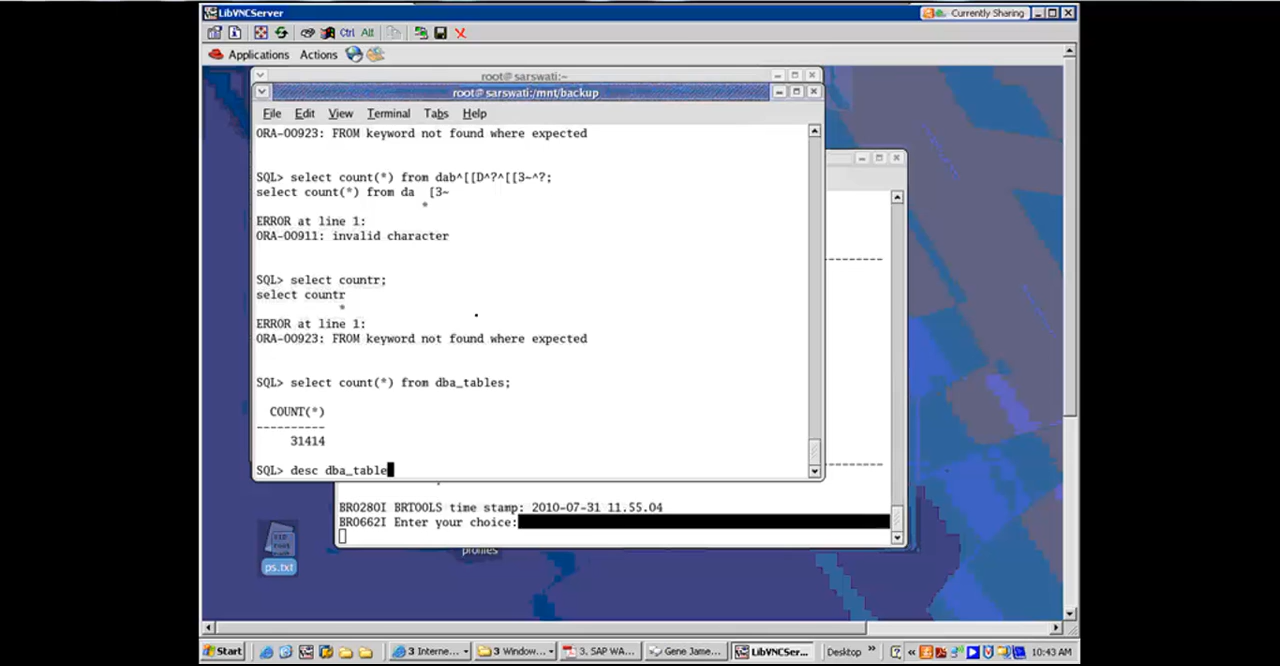 LibVNCServer
Currently Sharing
Ctrl Alt
Applications Actions
root@sarswati:~
root@sarswati:/mnt/backup
File Edit View Terminal Tabs Help
ORA-00923: FROM keyword not found where expected
SQL> select count(*) from dab^[[D^?^[[3~^?;
select count(*) from da  [3~
*
ERROR at line 1:
ORA-00911: invalid character
SQL> select countr;
select countr
*
ERROR at line 1:
ORA-00923: FROM keyword not found where expected
SQL> select count(*) from dba_tables;
COUNT(*)
----------
31414
SQL> desc dba_table
BR0280I BRTOOLS time stamp: 2010-07-31 11.55.04
BR0662I Enter your choice:
profiles
ps.txt
Start
3 Interne...
3 Window...
3. SAP WA...
Gene Jame...
LibVNCSer...
Desktop
10:43 AM